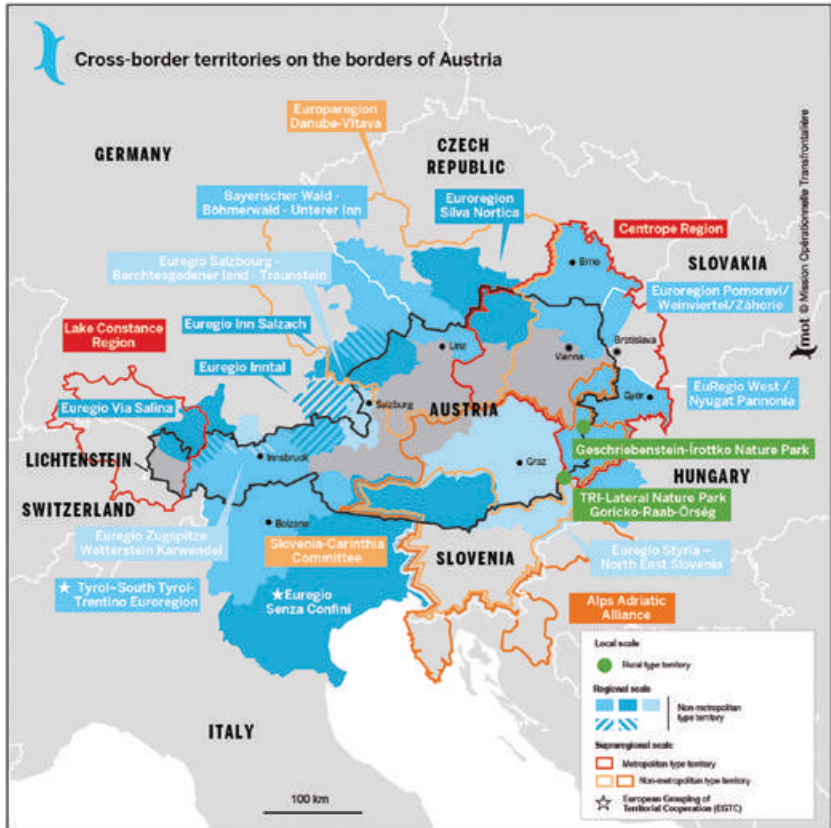 Cross-border territories on the borders of Austria
© Mission Opérationnelle Transfrontalière
mot
Europaregion
Danube-Vltava
GERMANY
CZECH
REPUBLIC
Bayerischer Wald -
Böhmerwald - Unterer Inn
Euroregion
Silva Nortica
Centrope Region
Euregio Salzbourg -
Berchtesgadener land - Traunstein
Brno
SLOVAKIA
Euroregion Pomoravi/
Weinviertel/Záhorie
Euregio Inn Salzach
Lake Constance
Region
Linz
Vienna
Bratislava
Euregio Inntal
EuRegio West /
Nyugat Pannonia
Euregio Via Salina
Salzburg
AUSTRIA
Győr
Geschriebenstein-Írottko Nature Park
LICHTENSTEIN
Innsbruck
Graz
HUNGARY
SWITZERLAND
TRI-Lateral Nature Park
Goricko-Raab-Örség
Euregio Zugspitze
Wetterstein Karwendel
Bolzano
Slovenia-Carinthia
Committee
SLOVENIA
Euregio Styria –
North East Slovenia
Tyrol–South Tyrol-
Trentino Euroregion
Euregio
Senza Confini
Alps Adriatic
Alliance
Local scale
Rural type territory
Regional scale
Non-metropolitan
type territory
ITALY
Supraregional scale
Metropolitan type territory
Non-metropolitan type territory
European Grouping of
Territorial Cooperation (EGTC)
100 km